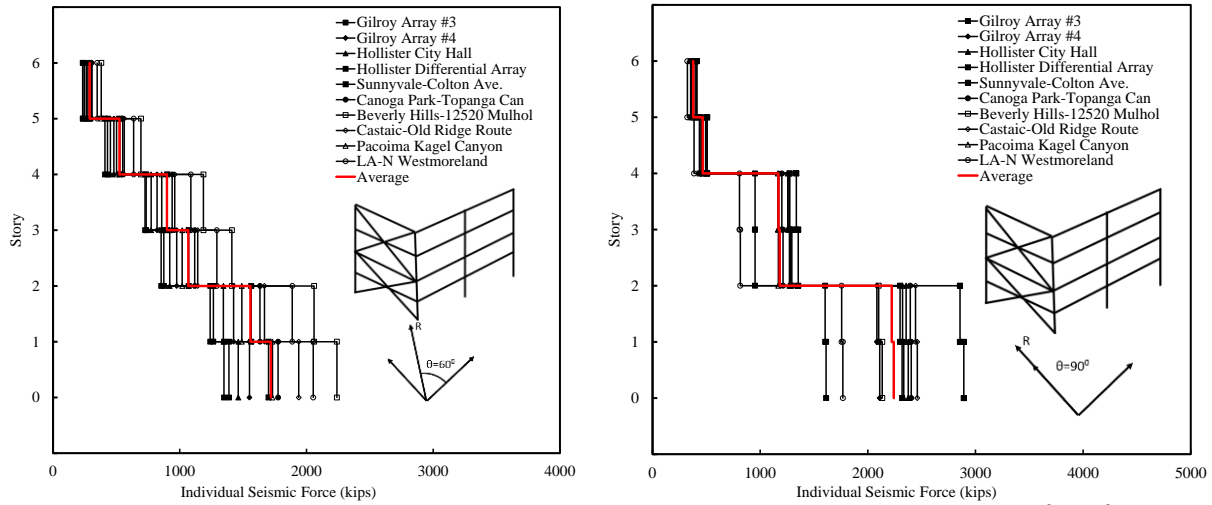 Gilroy Array #3
Gilroy Array #4
Hollister City Hall
Hollister Differential Array
Sunnyvale-Colton Ave.
Canoga Park-Topanga Can
Beverly Hills-12520 Mulhol
Castaic-Old Ridge Route
Pacoima Kagel Canyon
LA-N Westmoreland
Average
6
5
4
3
2
1
0
Story
R
θ=60⁰
0 1000 2000 3000 4000
Individual Seismic Force (kips)
Gilroy Array #3
Gilroy Array #4
Hollister City Hall
Hollister Differential Array
Sunnyvale-Colton Ave.
Canoga Park-Topanga Can
Beverly Hills-12520 Mulhol
Castaic-Old Ridge Route
Pacoima Kagel Canyon
LA-N Westmoreland
Average
6
5
4
3
2
1
0
Story
R
θ=90⁰
0 1000 2000 3000 4000 5000
Individual Seismic Force (kips)